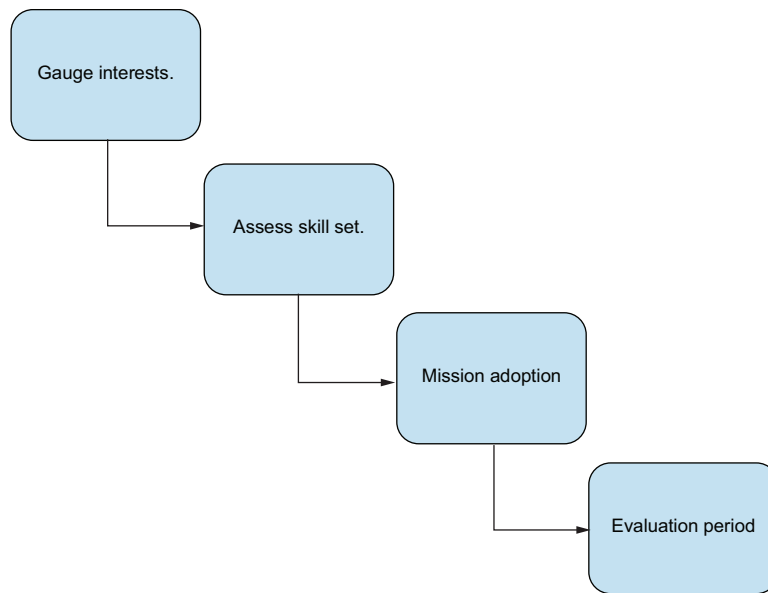 Gauge interests.
Assess skill set.
Mission adoption
Evaluation period